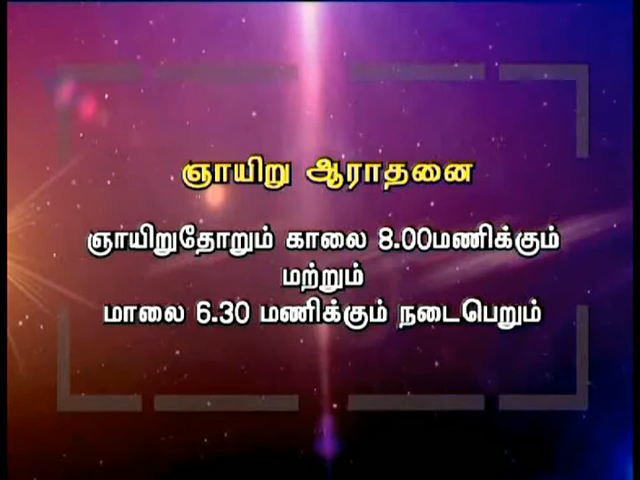 ஞாயிறு ஆராதனை
ஞாயிறுதோறும் காலை 8.00மணிக்கும்
மற்றும்
மாலை 6.30 மணிக்கும் நடைபெறும்